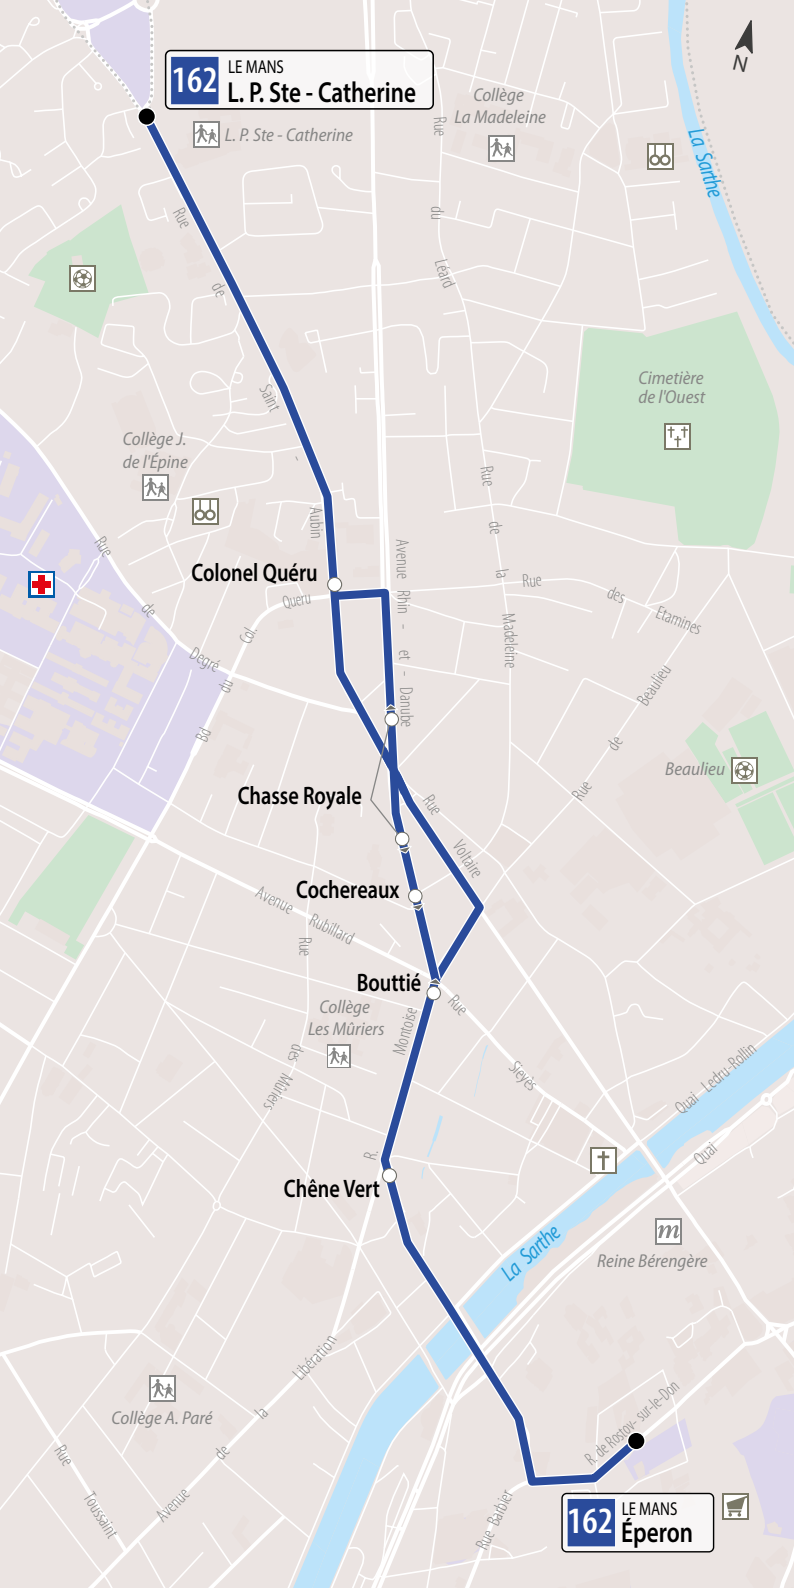 162
LE MANS
L. P. Ste - Catherine
N
Collège
La Madeleine
L. P. Ste - Catherine
La Sarthe
Rue
du
Léard
Rue
de
Saint
-
Aubin
Cimetière
de l'Ouest
Collège J.
de l'Épine
Rue
de
Degré
Rue
de
la
Madeleine
Colonel Quéru
Avenue
Rhin
-
et
-
Danube
Rue
des
Etamines
Bd
du
Col.
Queru
Rue
de
Beaulieu
Beaulieu
Chasse Royale
Rue
Voltaire
Cochereaux
Avenue
Rubillard
Bouttié
Rue
Sieyès
Collège
Les Mûriers
Rue
des
Mûriers
R.
Montoise
Quai Ledru-Rollin
Quai
Chêne Vert
La Sarthe
Reine Bérengère
m
Avenue
de
la
Libération
Collège A. Paré
Rue
Toussaint
R. de Rostov- sur-le-Don
Rue Barbier
162
LE MANS
Éperon